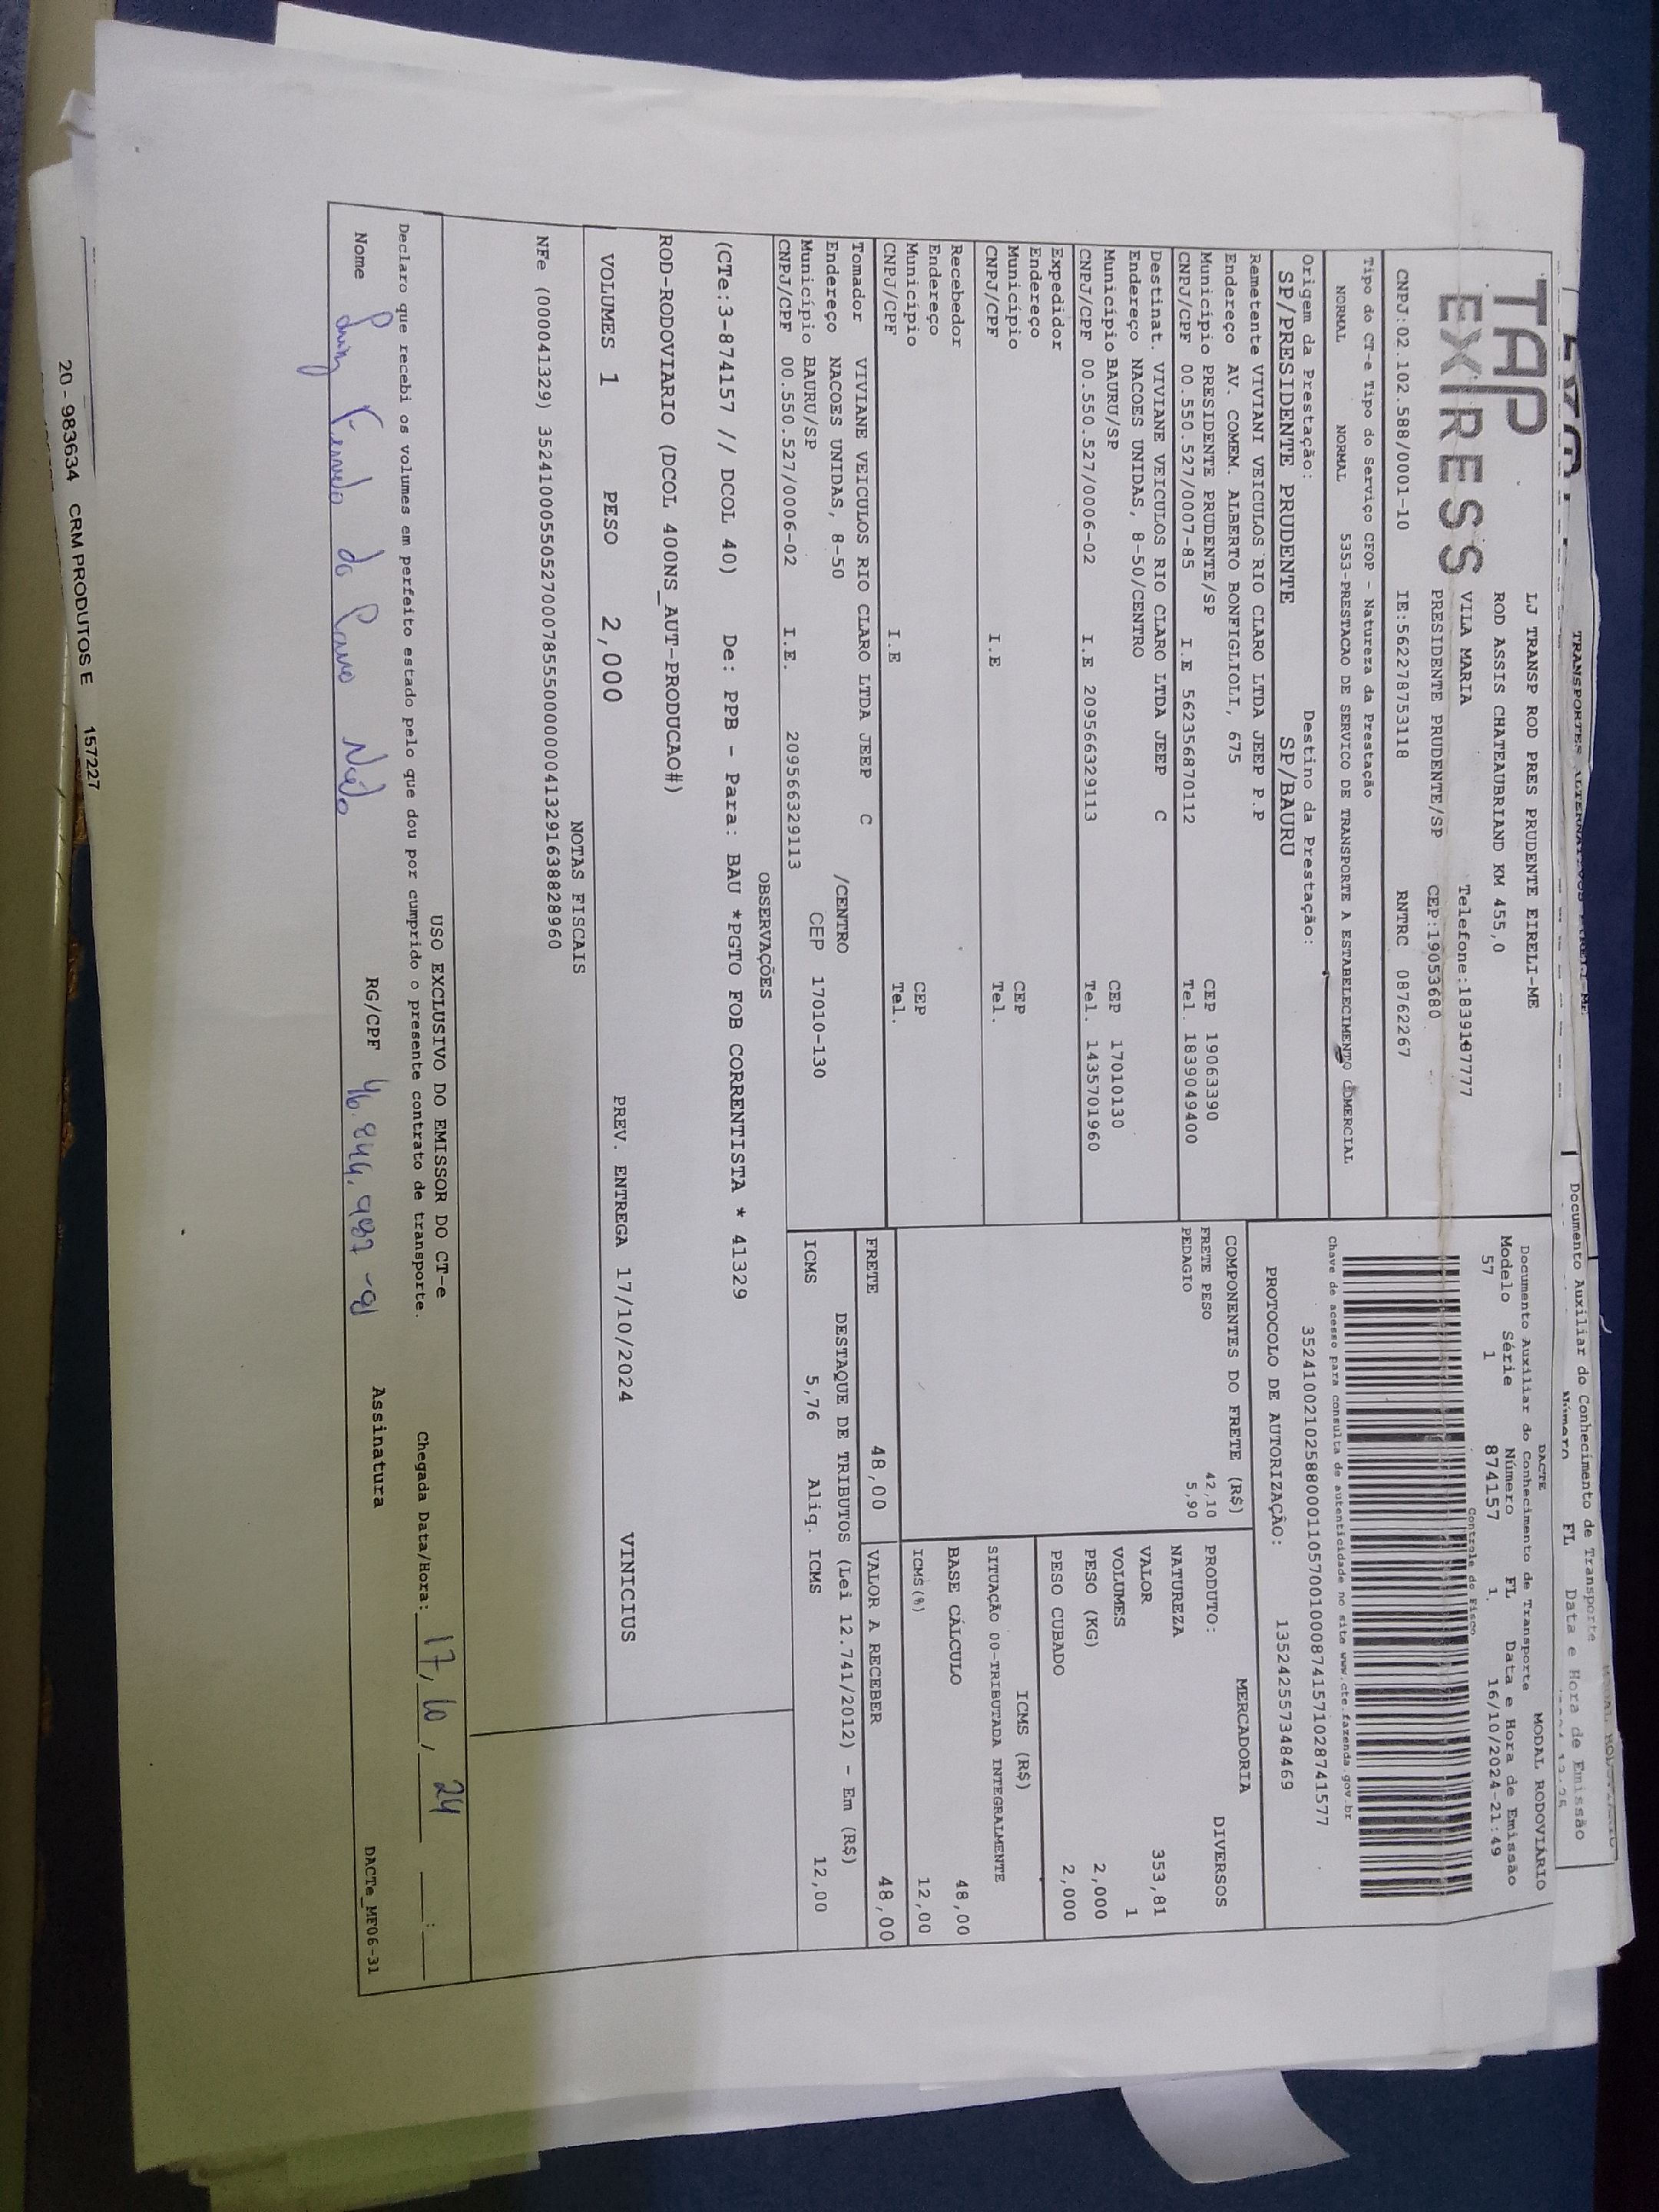 TAP
EXPRESS
LJ TRANSP ROD PRES PRUDENTE EIRELI-ME
ROD ASSIS CHATEAUBRIAND KM 455,0
VILA MARIA Telefone:1839187777
PRESIDENTE PRUDENTE/SP CEP:19053680
CNPJ:02.102.588/0001-10 IE:562278753118 RNTRC 08762267
DACTE MODAL RODOVIÁRIO
Documento Auxiliar do Conhecimento de Transporte
Modelo Série Número FL Data e Hora de Emissão
57 1 874157 1. 16/10/2024-21:49
Controle do Fisco
Chave de acesso para consulta de autenticidade no site www.cte.fazenda.gov.br
35241002102588000110570010008741571028741577
PROTOCOLO DE AUTORIZAÇÃO: 135242557348469
Tipo do CT-e Tipo do Serviço CFOP - Natureza da Prestação
NORMAL NORMAL 5353-PRESTACAO DE SERVICO DE TRANSPORTE A ESTABELECIMENTO COMERCIAL
Origem da Prestação: Destino da Prestação:
SP/PRESIDENTE PRUDENTE SP/BAURU
Remetente VIVIANI VEICULOS RIO CLARO LTDA JEEP P.P
Endereço AV. COMEM. ALBERTO BONFIGLIOLI, 675
Município PRESIDENTE PRUDENTE/SP CEP 19063390
CNPJ/CPF 00.550.527/0007-85 I.E 562356870112 Tel. 1839049400
Destinat. VIVIANE VEICULOS RIO CLARO LTDA JEEP C
Endereço NACOES UNIDAS, 8-50/CENTRO
Município BAURU/SP CEP 17010130
CNPJ/CPF 00.550.527/0006-02 I.E 209566329113 Tel. 1435701960
Expedidor
Endereço
Município CEP
CNPJ/CPF I.E Tel.
Recebedor
Endereço
Município CEP
CNPJ/CPF I.E Tel.
Tomador VIVIANE VEICULOS RIO CLARO LTDA JEEP C
Endereço NACOES UNIDAS, 8-50 /CENTRO
Município BAURU/SP CEP 17010-130
CNPJ/CPF 00.550.527/0006-02 I.E. 209566329113
COMPONENTES DO FRETE (R$)
FRETE PESO 42,10
PEDAGIO 5,90
MERCADORIA
PRODUTO: DIVERSOS
NATUREZA
VALOR 353,81
VOLUMES 1
PESO (KG) 2,000
PESO CUBADO 2,000
ICMS (R$)
SITUAÇÃO 00-TRIBUTADA INTEGRALMENTE
BASE CÁLCULO 48,00
ICMS(%) 12,00
FRETE 48,00 VALOR A RECEBER 48,00
DESTAQUE DE TRIBUTOS (Lei 12.741/2012) - Em (R$)
ICMS 5,76 Aliq. ICMS 12,00
OBSERVAÇÕES
(CTe:3-874157 // DCOL 40) De: PPB - Para: BAU *PGTO FOB CORRENTISTA * 41329
ROD-RODOVIARIO (DCOL 400NS_AUT-PRODUCAO#)
VOLUMES 1 PESO 2,000 PREV. ENTREGA 17/10/2024 VINICIUS
NOTAS FISCAIS
NFe (000041329) 35241000550527000785550000000413291638828960
USO EXCLUSIVO DO EMISSOR DO CT-e
Declaro que recebi os volumes em perfeito estado pelo que dou por cumprido o presente contrato de transporte. Chegada Data/Hora: 17/10/24 :
Nome RG/CPF 46.844.987-9 Assinatura DACTe_MF06-31
20 - 983634 CRM PRODUTOS E 157227